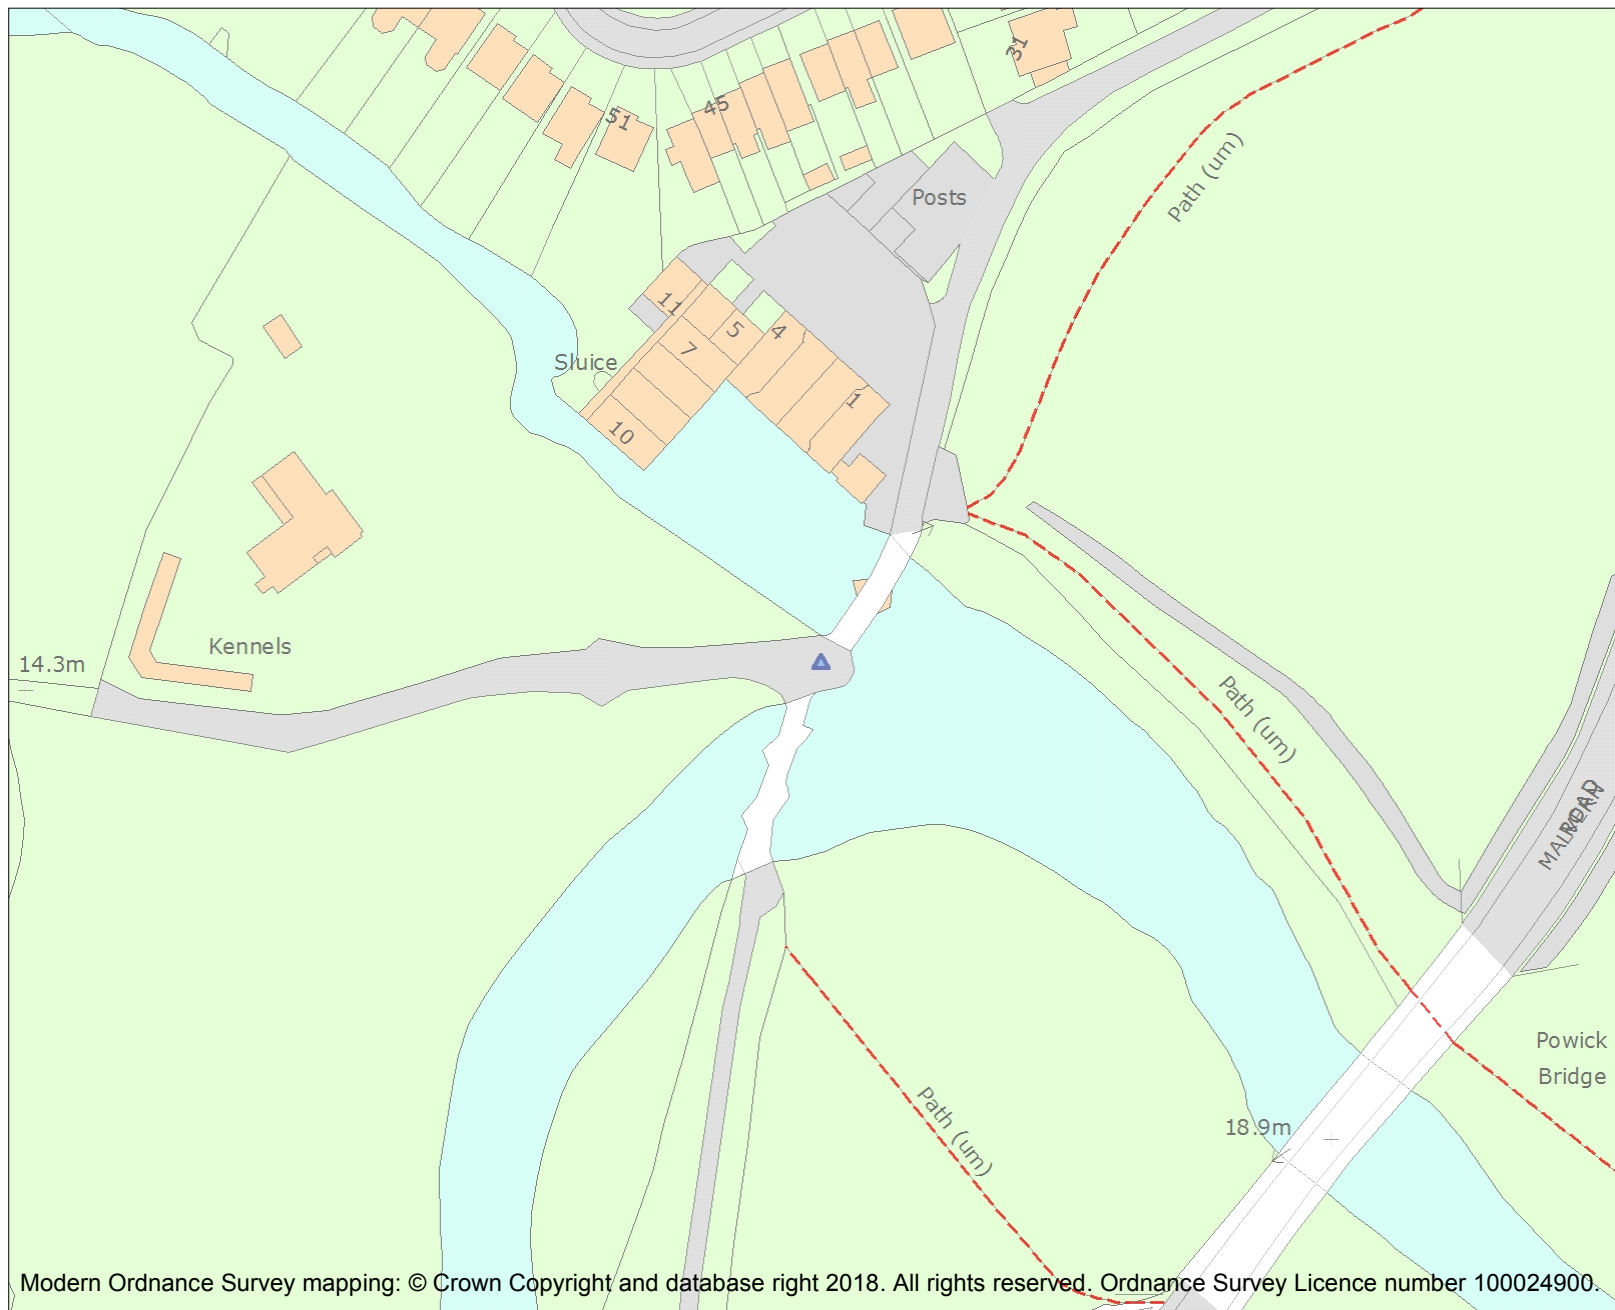 31
45
51
Path (um)
Posts
11
5
4
Sluice
7
1
10
Kennels
14.3m
Path (um)
MALVERN
ROAD
Powick
Bridge
Path (um)
18.9m
Modern Ordnance Survey mapping: © Crown Copyright and database right 2018. All rights reserved. Ordnance Survey Licence number 100024900.